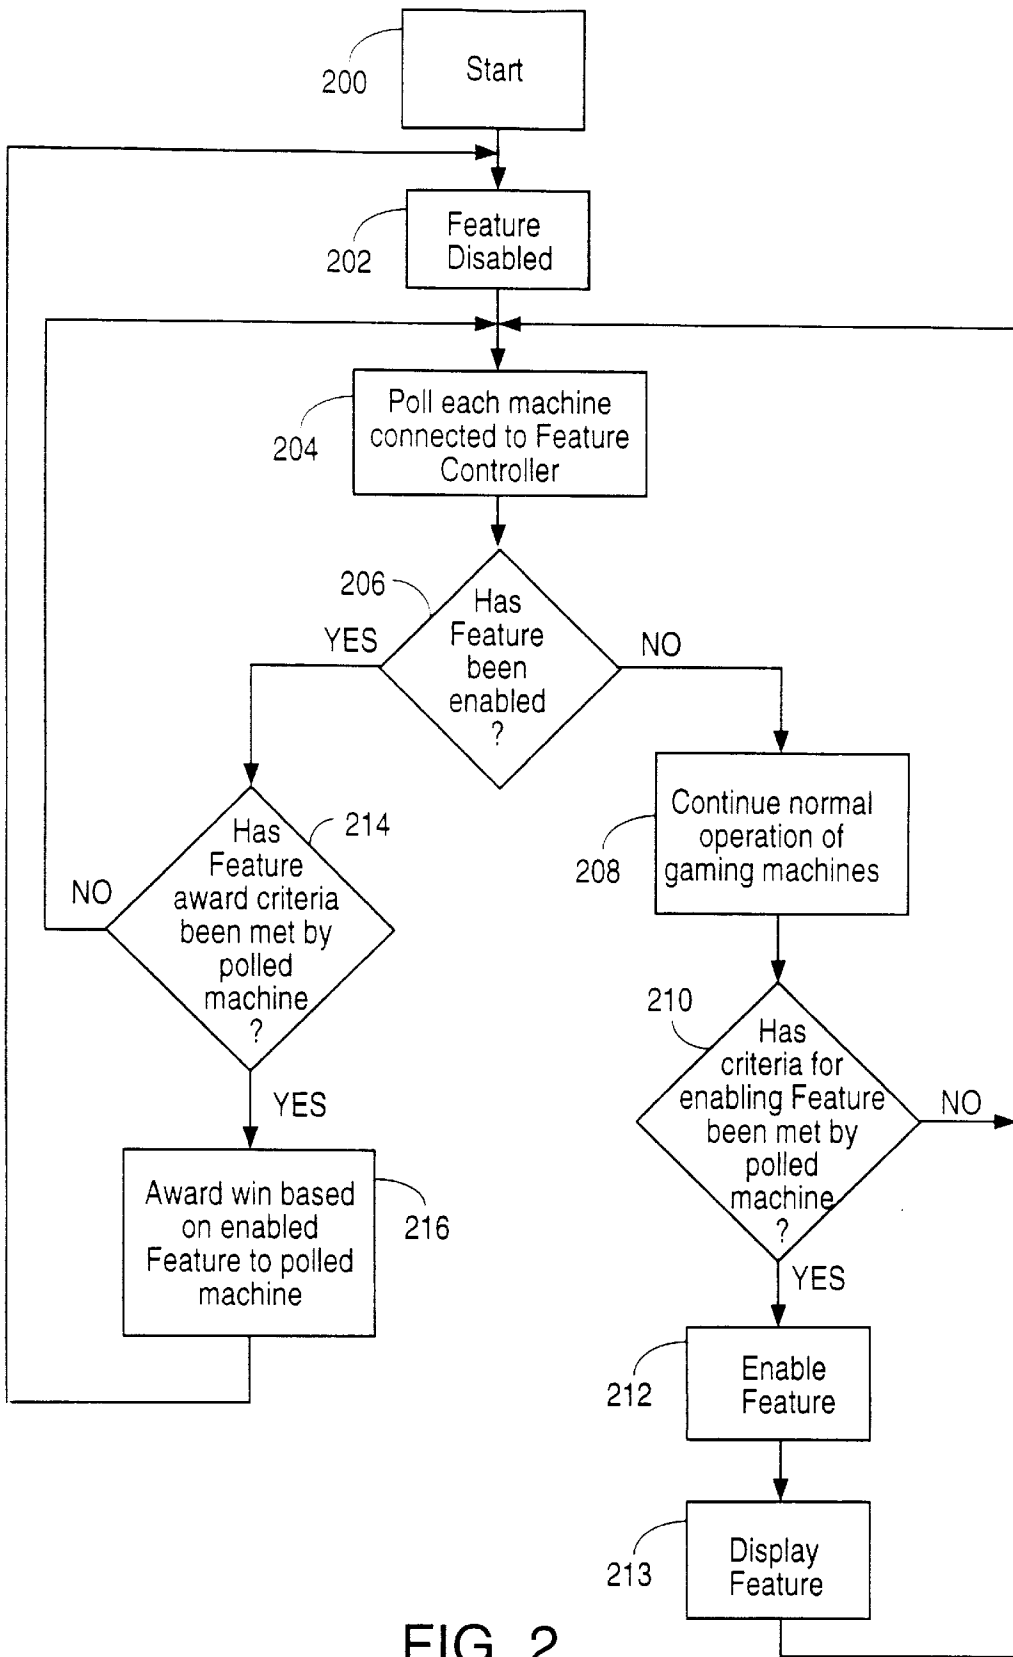 200
Start
202
Feature
Disabled
204
Poll each machine
connected to Feature
Controller
206
Has
Feature
been
enabled
?
YES
NO
214
Has
Feature
award criteria
been met by
polled
machine
?
NO
YES
208
Continue normal
operation of
gaming machines
210
Has
criteria for
enabling Feature
been met by
polled
machine
?
NO
YES
216
Award win based
on enabled
Feature to polled
machine
212
Enable
Feature
213
Display
Feature
FIG. 2